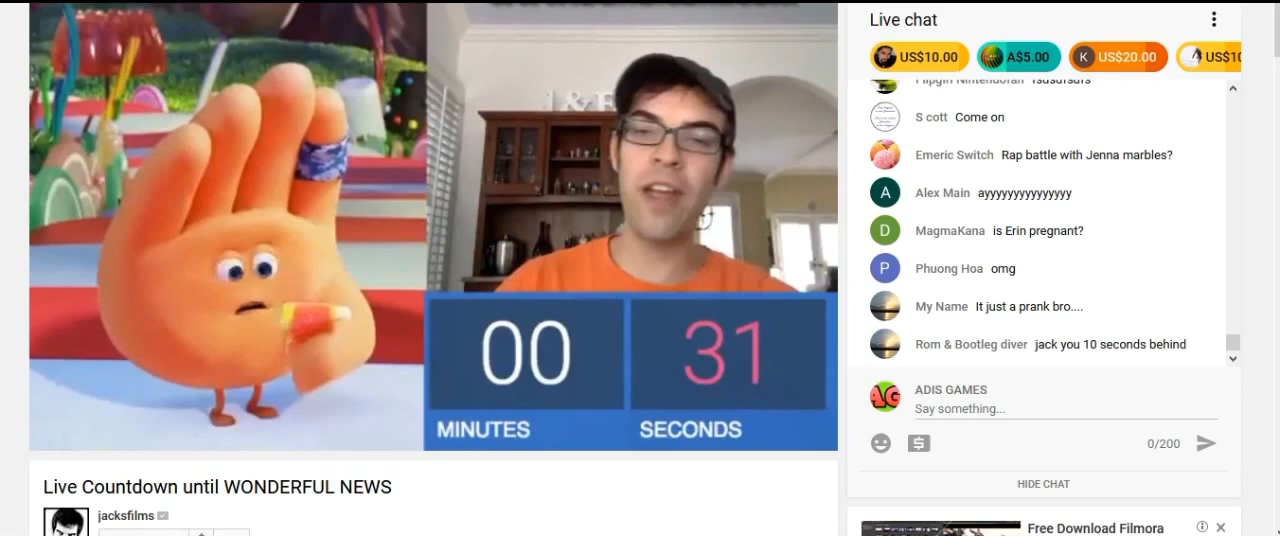 J & E
00
31
MINUTES
SECONDS
Live Countdown until WONDERFUL NEWS
jacksfilms
Live chat
US$10.00
A$5.00
K US$20.00
US$10
S cott Come on
Emeric Switch Rap battle with Jenna marbles?
A Alex Main ayyyyyyyyyyyyyy
D MagmaKana is Erin pregnant?
P Phuong Hoa omg
My Name It just a prank bro....
Rom & Bootleg diver jack you 10 seconds behind
AG ADIS GAMES
Say something...
0/200
HIDE CHAT
Free Download Filmora